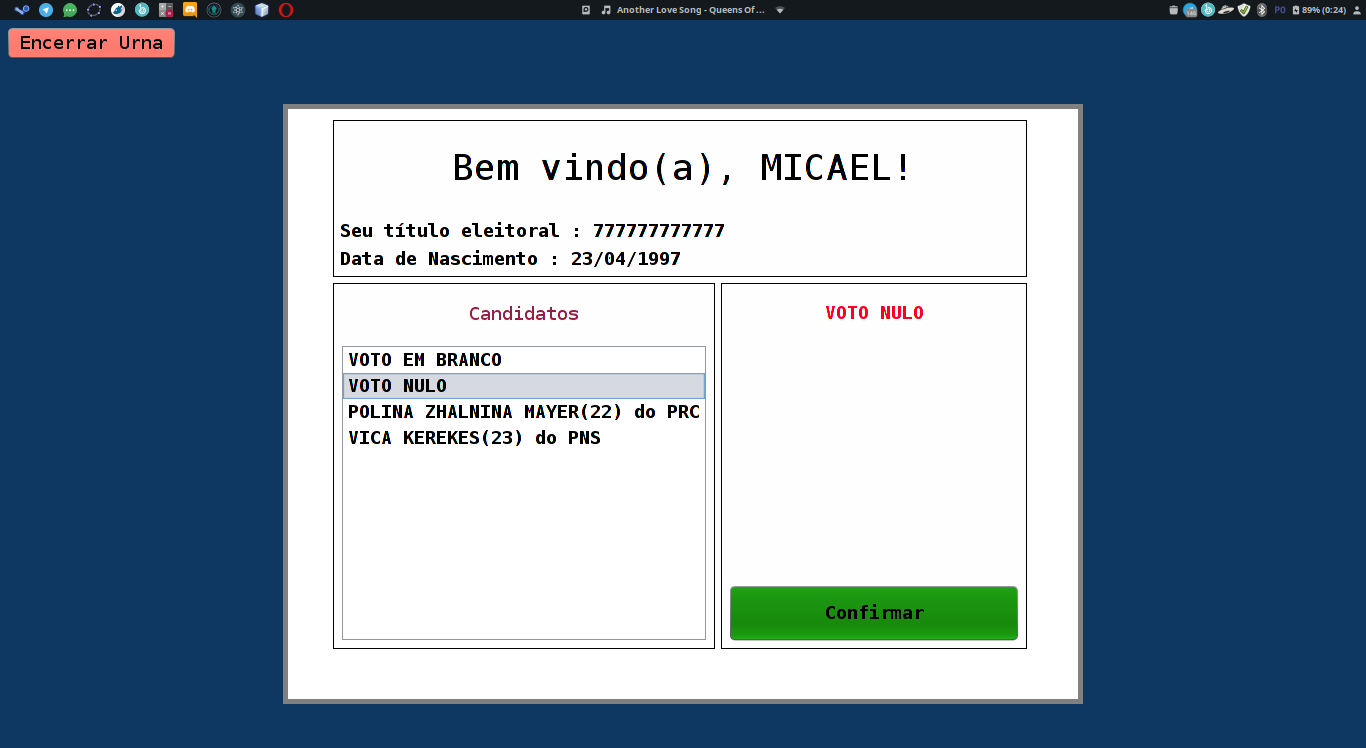 Another Love Song - Queens Of ...
PO
89% (0:24)
Encerrar Urna
Bem vindo(a), MICAEL!
Seu título eleitoral : 777777777777
Data de Nascimento : 23/04/1997
Candidatos
VOTO EM BRANCO
VOTO NULO
POLINA ZHALNINA MAYER(22) do PRC
VICA KEREKES(23) do PNS
VOTO NULO
Confirmar